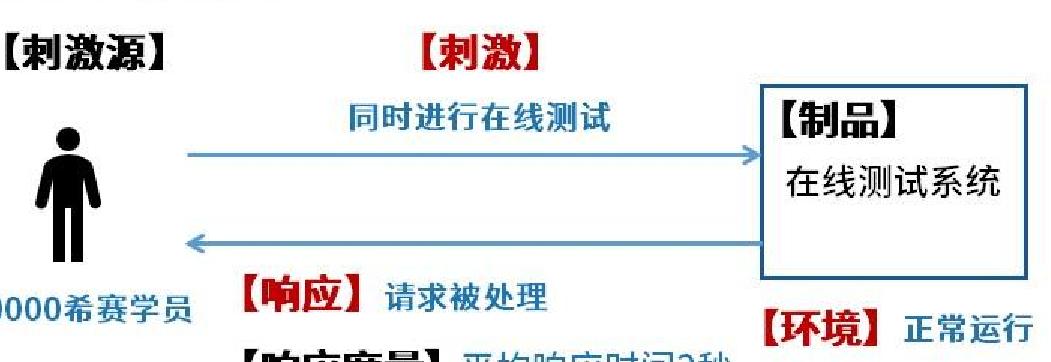 【刺激源】
【刺激】
同时进行在线测试
【制品】
在线测试系统
0000希赛学员
【响应】 请求被处理
【环境】 正常运行
【响应度量】 平均响应时间2秒